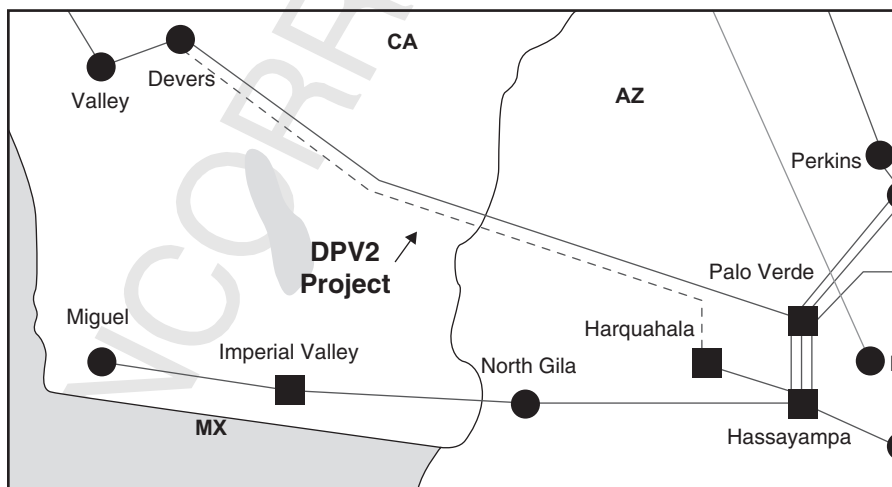 CA
Devers
Valley
AZ
Perkins
DPV2
Project
Palo Verde
Miguel
Harquahala
Imperial Valley
North Gila
MX
Hassayampa